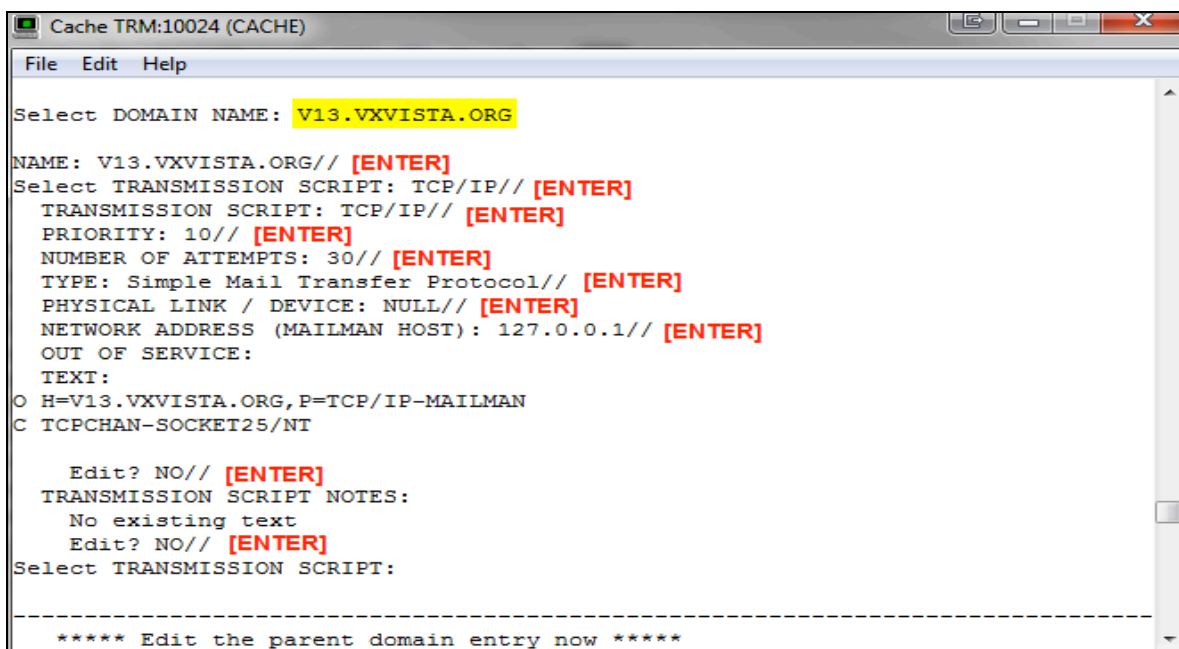 Cache TRM:10024 (CACHE)
File Edit Help
Select DOMAIN NAME: V13.VXVISTA.ORG
NAME: V13.VXVISTA.ORG// [ENTER]
Select TRANSMISSION SCRIPT: TCP/IP// [ENTER]
TRANSMISSION SCRIPT: TCP/IP// [ENTER]
PRIORITY: 10// [ENTER]
NUMBER OF ATTEMPTS: 30// [ENTER]
TYPE: Simple Mail Transfer Protocol// [ENTER]
PHYSICAL LINK / DEVICE: NULL// [ENTER]
NETWORK ADDRESS (MAILMAN HOST): 127.0.0.1// [ENTER]
OUT OF SERVICE:
TEXT:
O H=V13.VXVISTA.ORG,P=TCP/IP-MAILMAN
C TCPCHAN-SOCKET25/NT
Edit? NO// [ENTER]
TRANSMISSION SCRIPT NOTES:
No existing text
Edit? NO// [ENTER]
Select TRANSMISSION SCRIPT:
--------------------------------------------------------------------------------
***** Edit the parent domain entry now *****